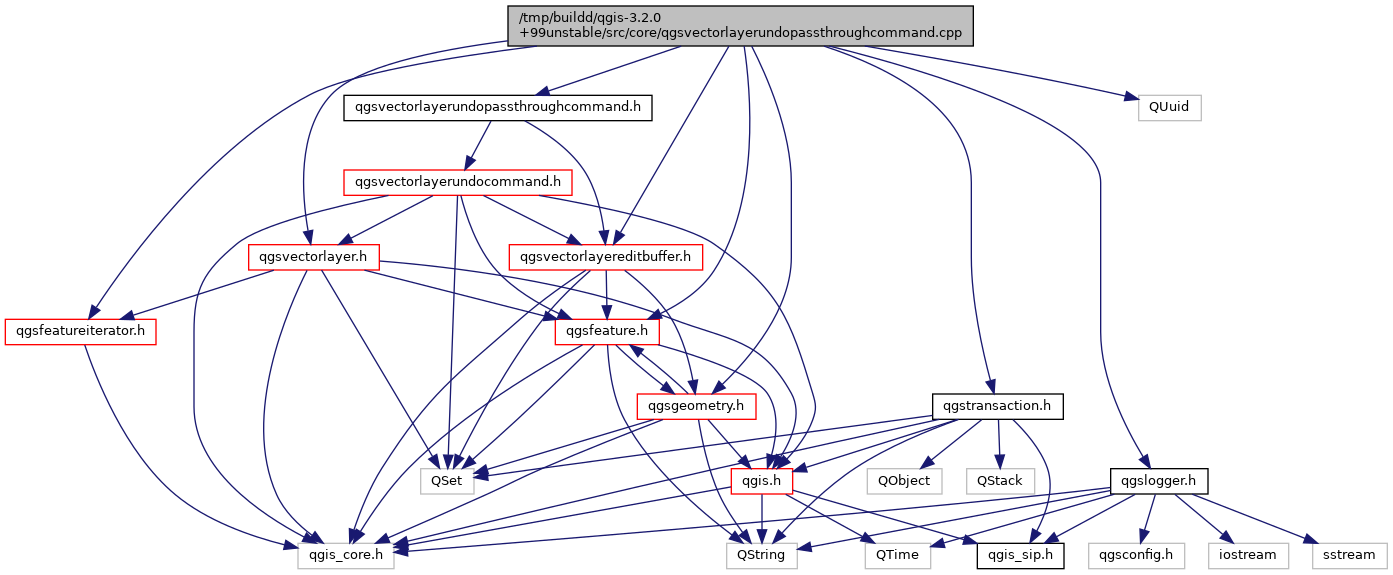 /tmp/buildd/qgis-3.2.0
+99unstable/src/core/qgsvectorlayerundopassthroughcommand.cpp
qgsvectorlayerundopassthroughcommand.h
QUuid
qgsvectorlayerundocommand.h
qgsvectorlayer.h
qgsvectorlayereditbuffer.h
qgsfeatureiterator.h
qgsfeature.h
qgsgeometry.h
qgstransaction.h
QSet
qgis.h
QObject
QStack
qgslogger.h
qgis_core.h
QString
QTime
qgis_sip.h
qgsconfig.h
iostream
sstream